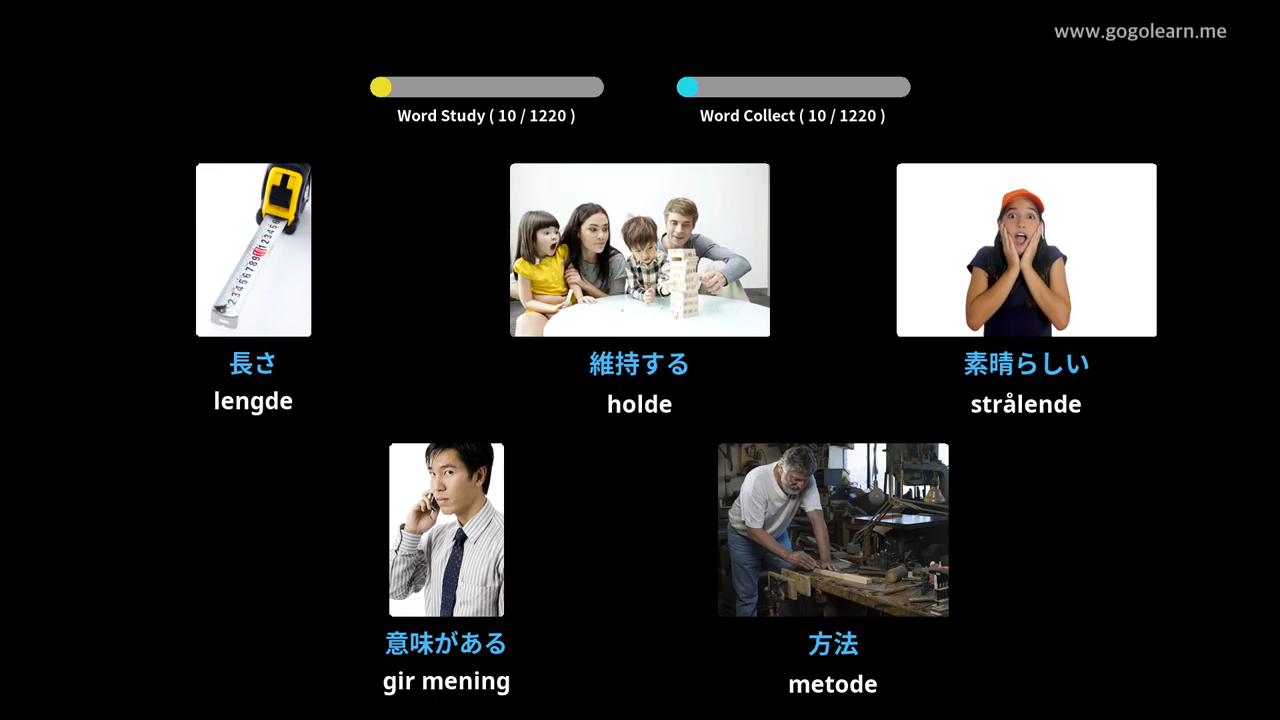 www.gogolearn.me
Word Study ( 10 / 1220 )
Word Collect ( 10 / 1220 )
長さ
lengde
維持する
holde
素晴らしい
strålende
意味がある
gir mening
方法
metode